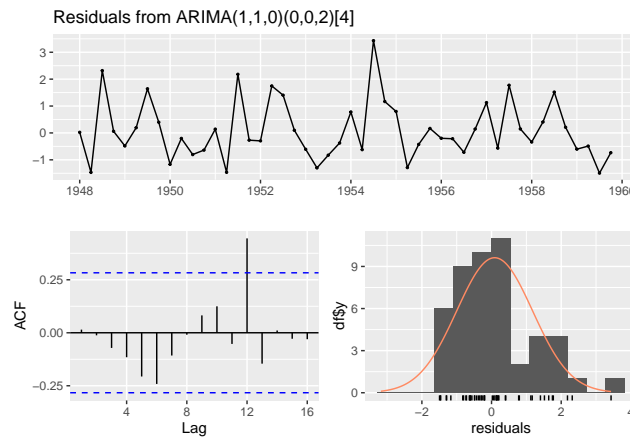 Residuals from ARIMA(1,1,0)(0,0,2)[4]
3
2
1
0
−1
1948 1950 1952 1954 1956 1958 1960
ACF
0.25
0.00
−0.25
4 8 12 16
Lag
df$y
9
6
3
0
−2 0 2 4
residuals